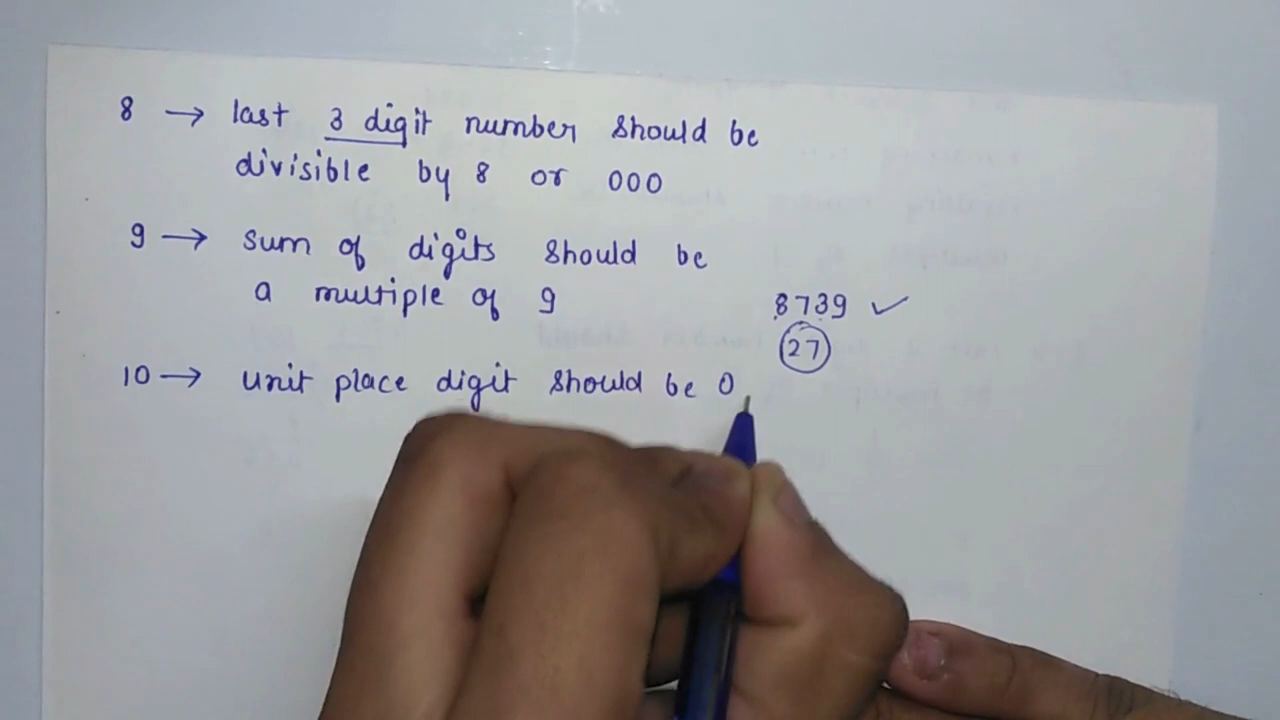 8 → last 3 digit number should be
divisible by 8 or 000
9 → sum of digits should be
a multiple of 9
8739 ✓
27
10 → unit place digit should be 0